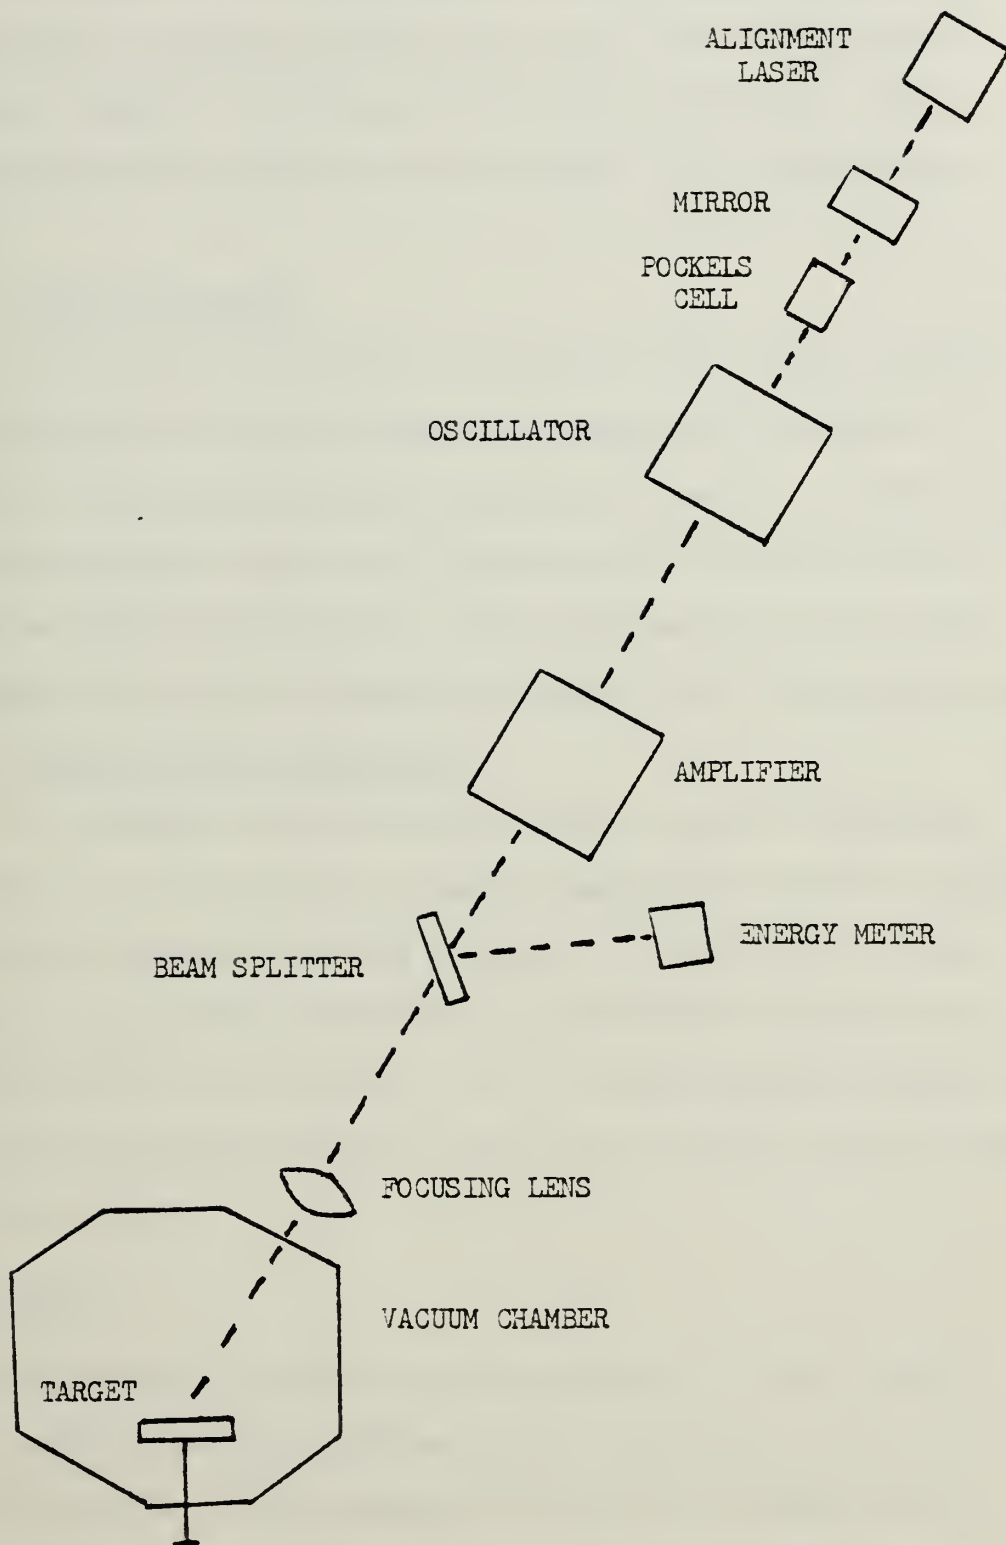 ALIGNMENT
LASER
MIRROR
POCKELS
CELL
OSCILLATOR
AMPLIFIER
ENERGY METER
BEAM SPLITTER
FOCUSING LENS
VACUUM CHAMBER
TARGET